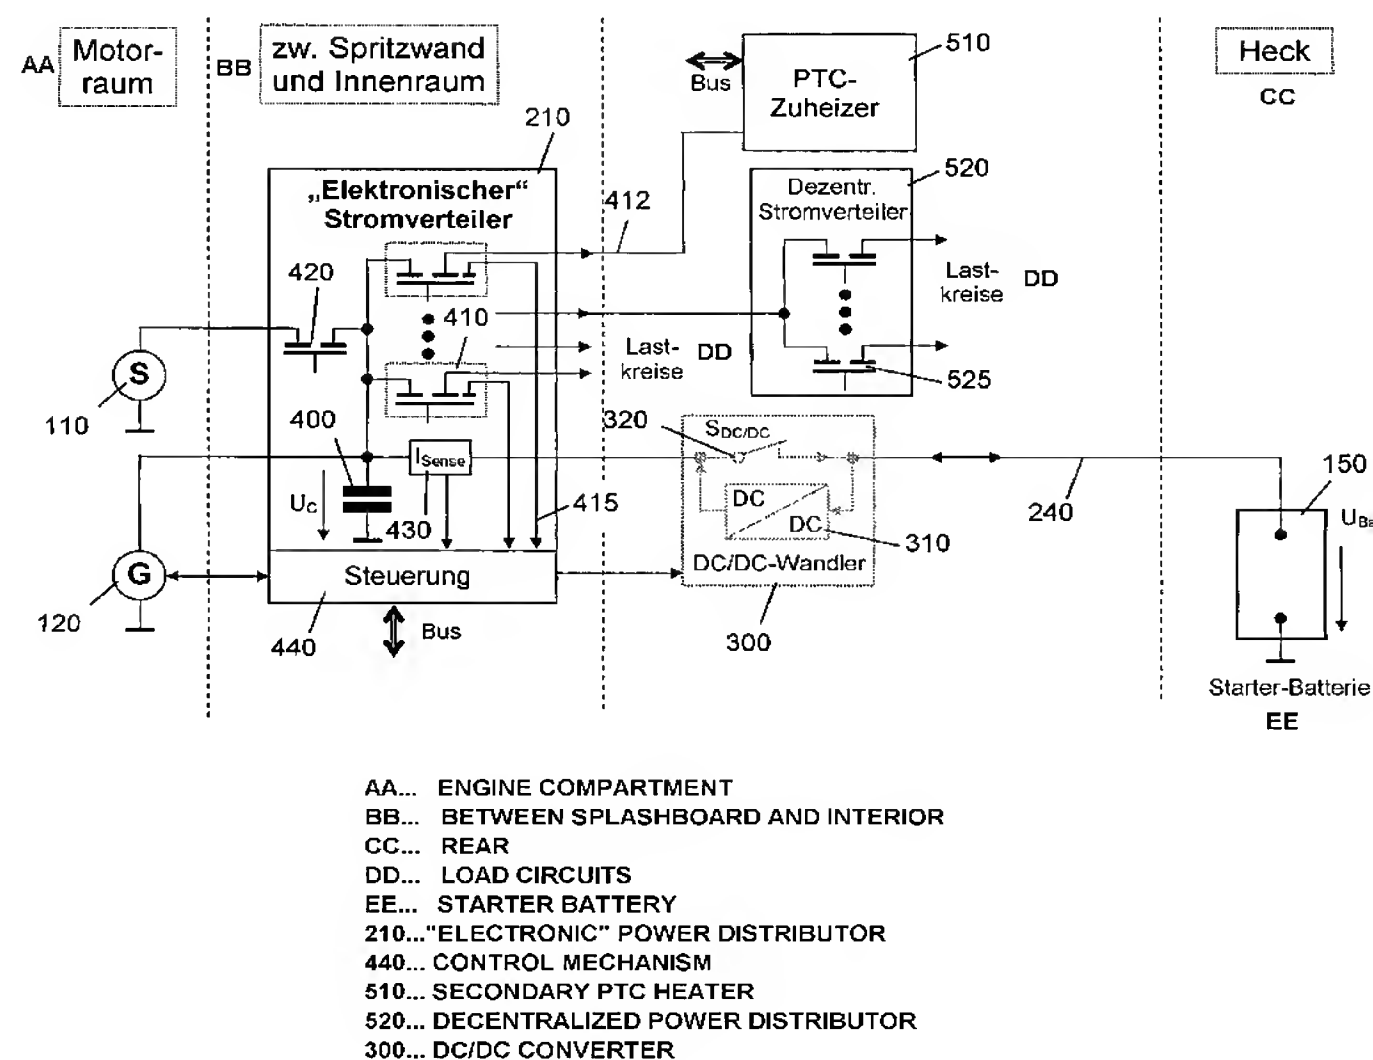 AA
Motor-
raum
BB
zw. Spritzwand
und Innenraum
Bus
PTC-
Zuheizer
510
Heck
CC
210
„Elektronischer“
Stromverteiler
412
520
Dezentr.
Stromverteiler
420
410
Last-
kreise
DD
Last-
kreise
DD
525
S
110
400
320
SDC/DC
ISense
UC
430
415
DC
DC
310
DC/DC-Wandler
240
150
G
120
Steuerung
440
Bus
300
Starter-Batterie
EE
AA... ENGINE COMPARTMENT
BB... BETWEEN SPLASHBOARD AND INTERIOR
CC... REAR
DD... LOAD CIRCUITS
EE... STARTER BATTERY
210..."ELECTRONIC" POWER DISTRIBUTOR
440... CONTROL MECHANISM
510... SECONDARY PTC HEATER
520... DECENTRALIZED POWER DISTRIBUTOR
300... DC/DC CONVERTER